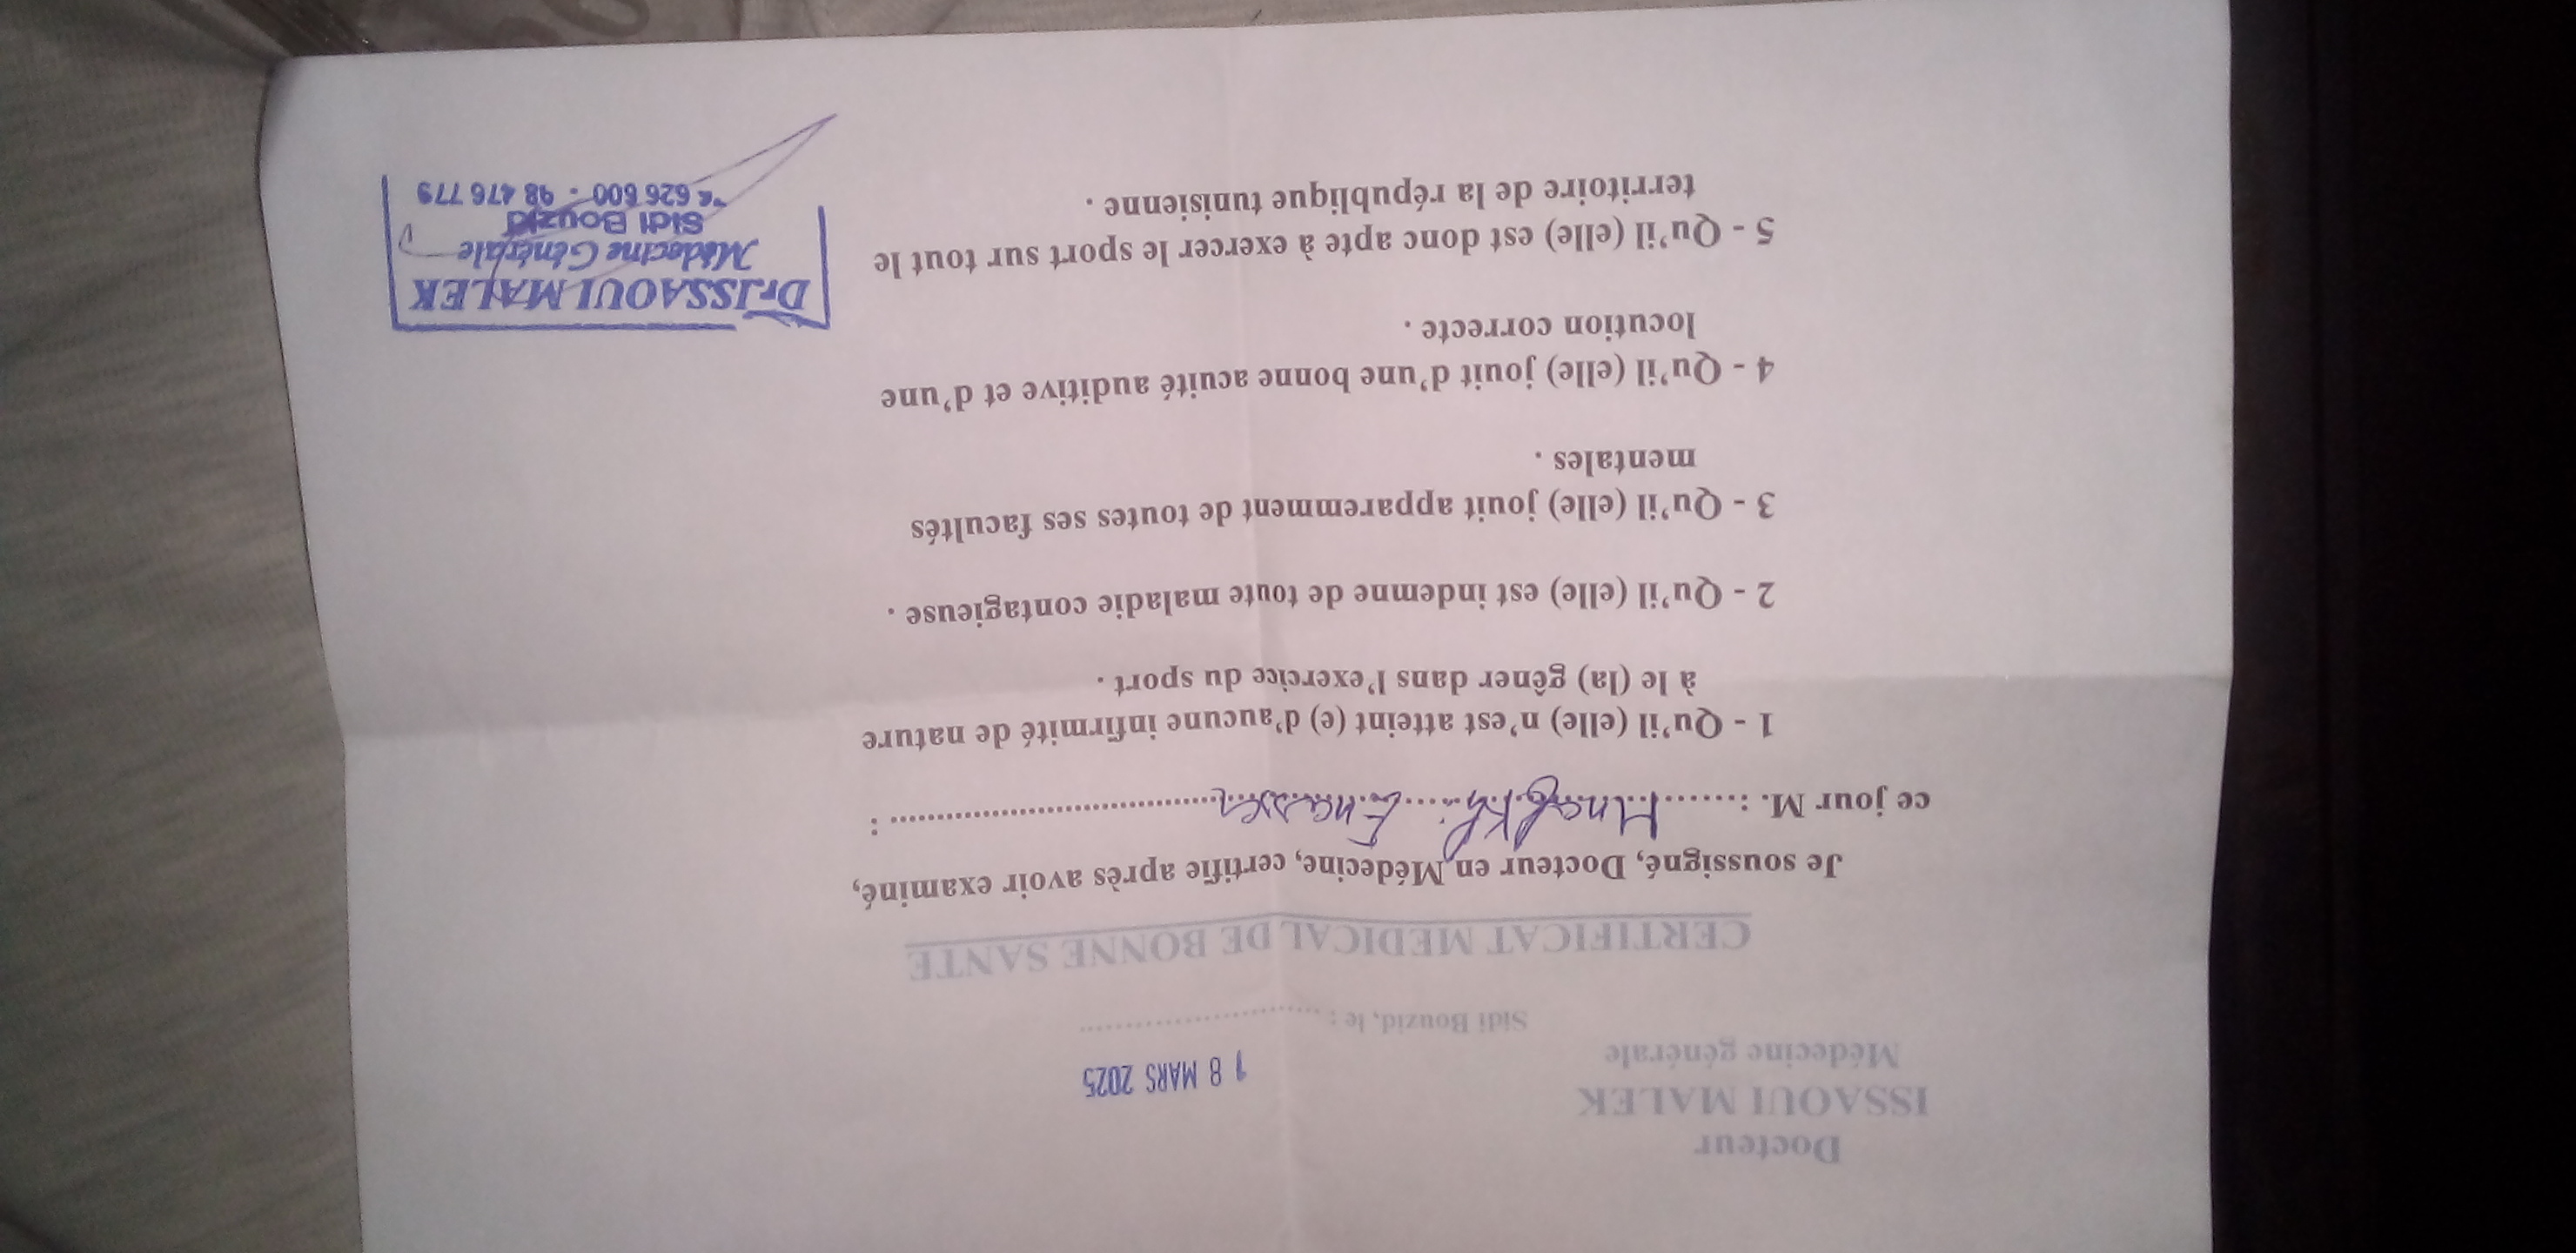 Docteur
ISSAOUI MALEK
Médecine générale
18 MARS 2025
Sidi Bouzid, le : ............................
CERTIFICAT MEDICAL DE BONNE SANTE
Je soussigné, Docteur en Médecine, certifie après avoir examiné,
ce jour M. : ............................ :
1 - Qu'il (elle) n'est atteint (e) d'aucune infirmité de nature
à le (la) gêner dans l'exercice du sport .
2 - Qu'il (elle) est indemne de toute maladie contagieuse .
3 - Qu'il (elle) jouit apparemment de toutes ses facultés
mentales .
4 - Qu'il (elle) jouit d'une bonne acuité auditive et d'une
locution correcte .
5 - Qu'il (elle) est donc apte à exercer le sport sur tout le
territoire de la république tunisienne .
Dr.ISSAOUI MALEK
Médecine Générale
Sidi Bouzid
626 600 - 98 476 779